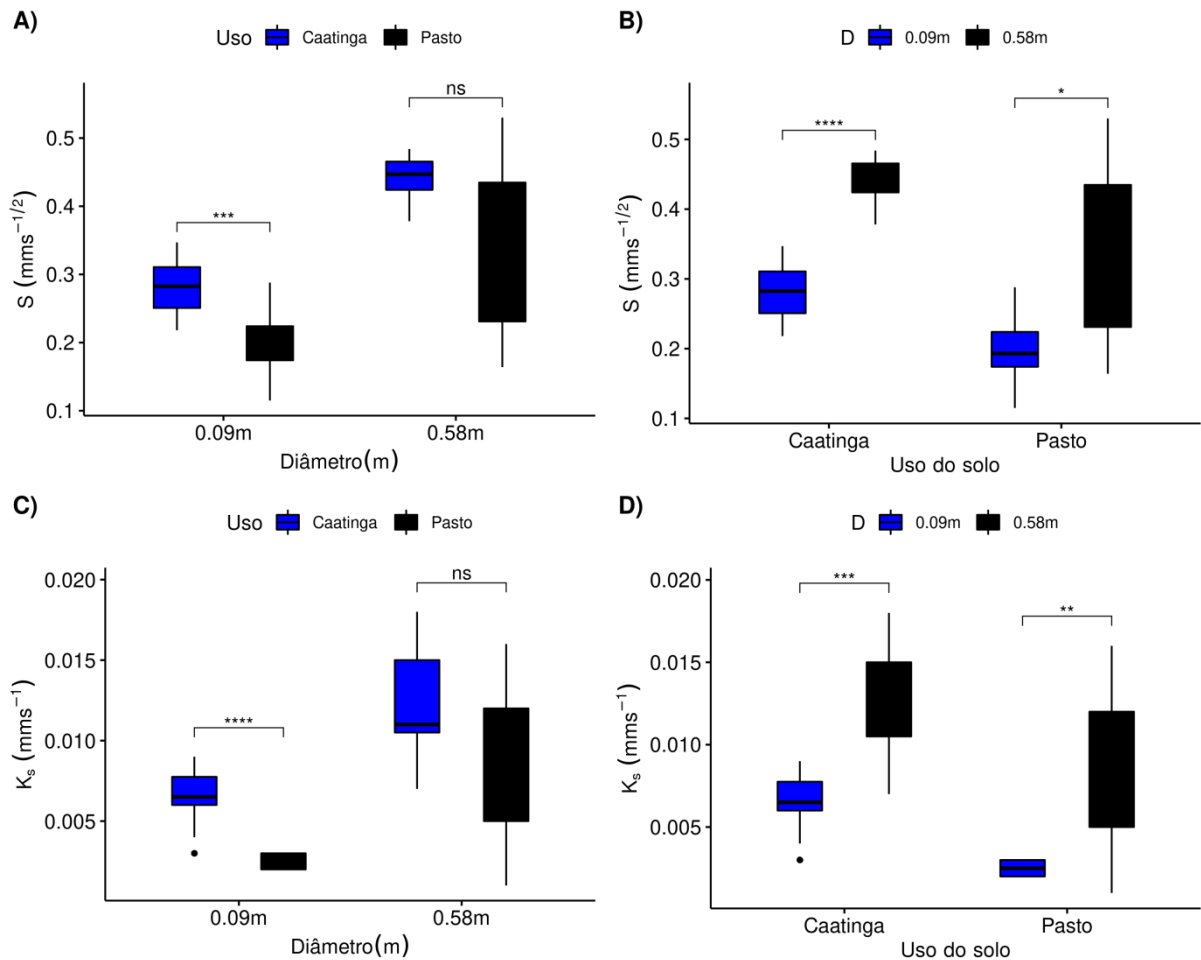 A)
Uso Caatinga Pasto
S (mms⁻¹/²)
0.5
0.4
0.3
0.2
0.1
***
ns
0.09m 0.58m
Diâmetro(m)
B)
D 0.09m 0.58m
S (mms⁻¹/²)
0.5
0.4
0.3
0.2
0.1
****
*
Caatinga Pasto
Uso do solo
C)
Uso Caatinga Pasto
Kₛ (mms⁻¹)
0.020
0.015
0.010
0.005
****
ns
0.09m 0.58m
Diâmetro(m)
D)
D 0.09m 0.58m
Kₛ (mms⁻¹)
0.020
0.015
0.010
0.005
***
**
Caatinga Pasto
Uso do solo